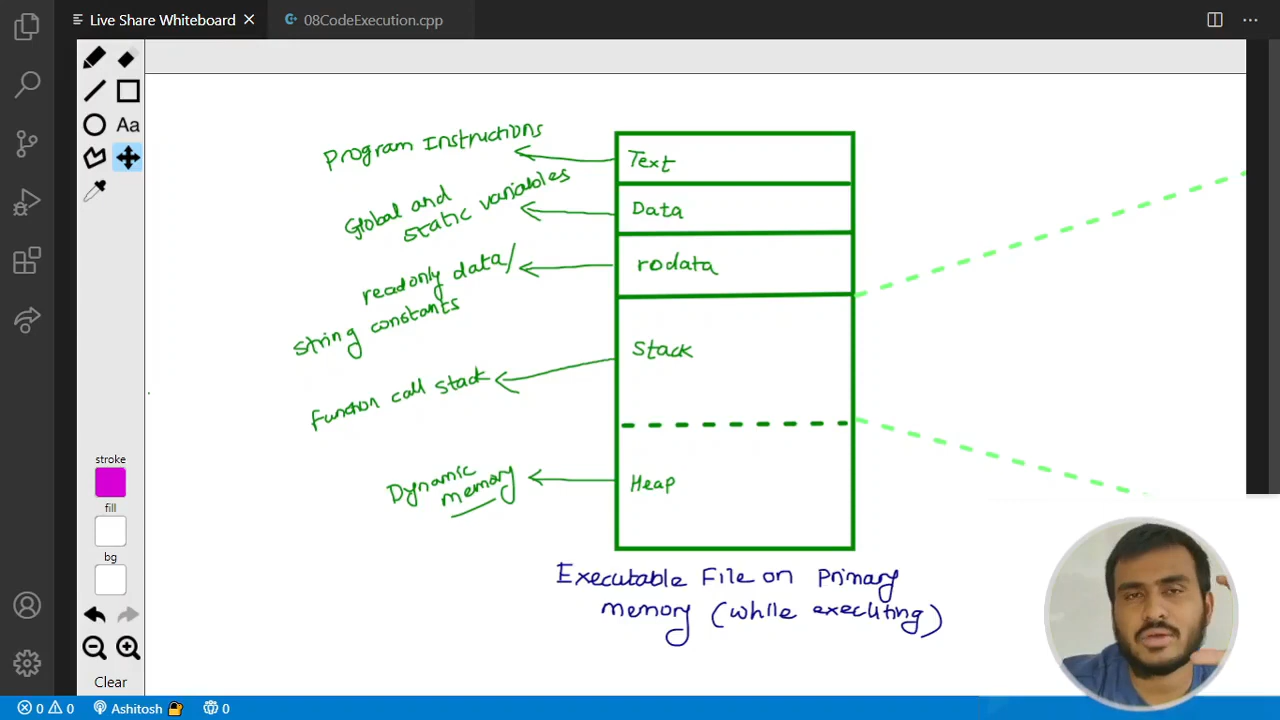 Live Share Whiteboard
08CodeExecution.cpp
Aa
Program Instructions
Text
Global and
static variables
Data
readonly data/
string constants
rodata
Function call stack
Stack
Dynamic
memory
Heap
Executable File on primary
memory (while executing)
stroke
fill
bg
Clear
0 0 Ashitosh 0